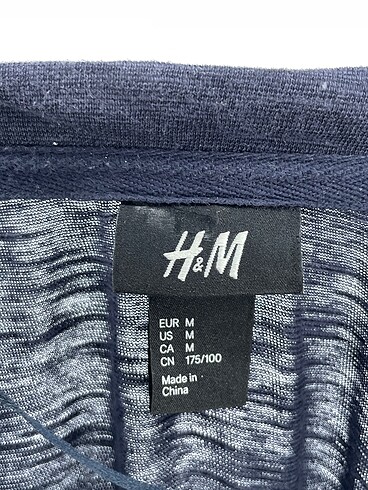 H&M
EUR M
US M
CA M
CN 175/100
Made in
China